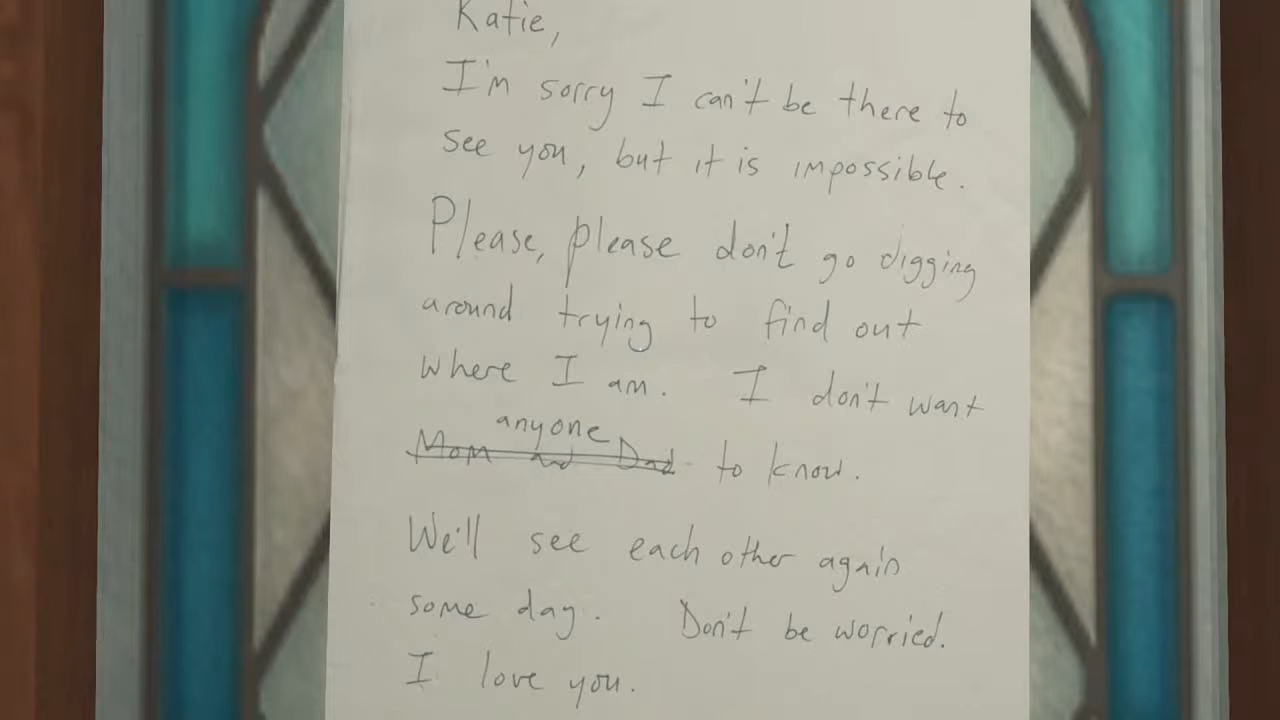 Katie,
I'm sorry I can't be there to
see you, but it is impossible.
Please, please don't go digging
around trying to find out
where I am. I don't want
anyone
Mom and Dad to know.
We'll see each other again
some day. Don't be worried.
I love you.